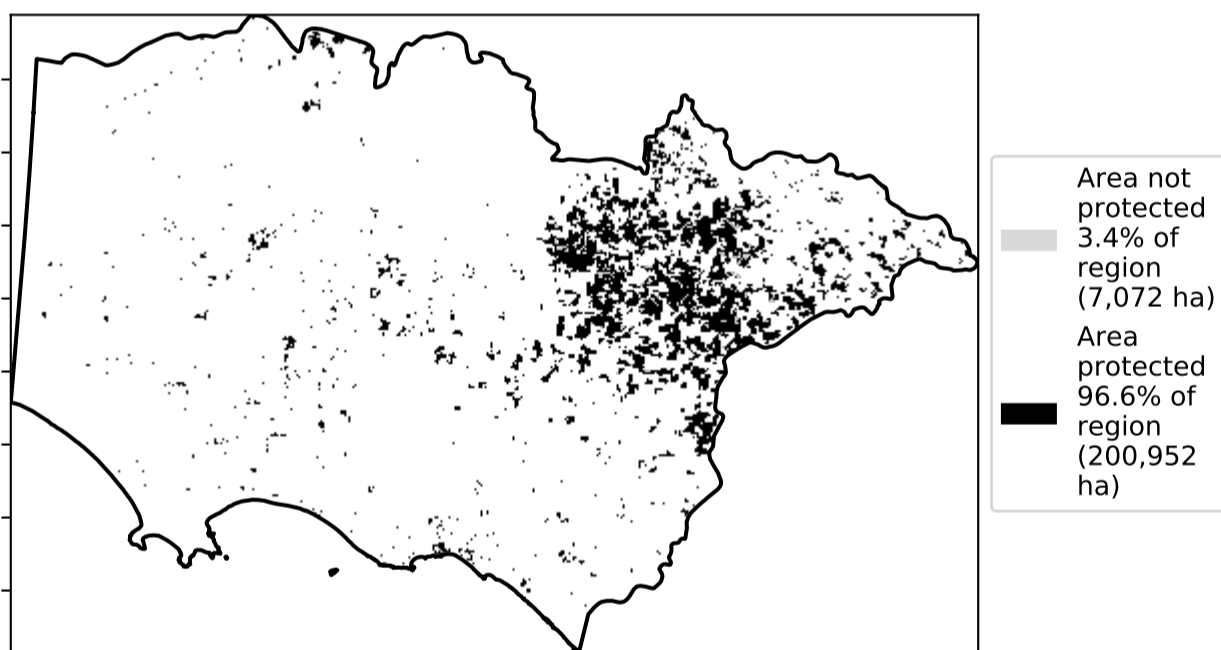 Area not
protected
3.4% of
region
(7,072 ha)
Area
protected
96.6% of
region
(200,952
ha)